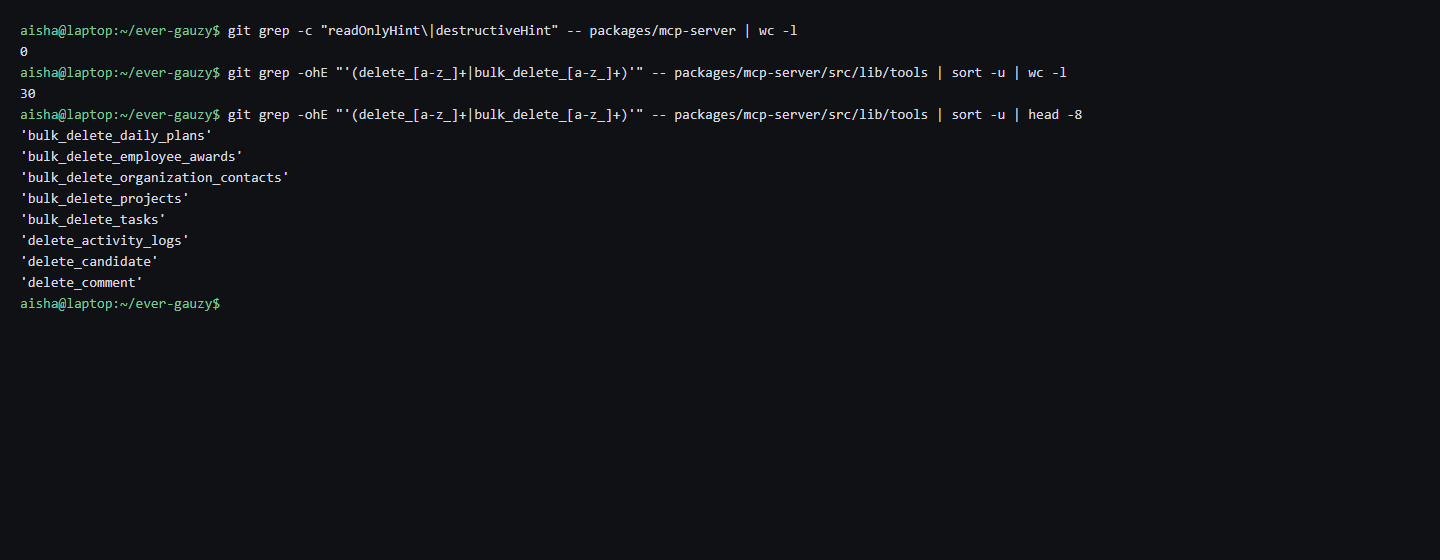 aisha@laptop:~/ever-gauzy$ git grep -c "readOnlyHint\|destructiveHint" -- packages/mcp-server | wc -l
0
aisha@laptop:~/ever-gauzy$ git grep -ohE "'(delete_[a-z_]+|bulk_delete_[a-z_]+)'" -- packages/mcp-server/src/lib/tools | sort -u | wc -l
30
aisha@laptop:~/ever-gauzy$ git grep -ohE "'(delete_[a-z_]+|bulk_delete_[a-z_]+)'" -- packages/mcp-server/src/lib/tools | sort -u | head -8
'bulk_delete_daily_plans'
'bulk_delete_employee_awards'
'bulk_delete_organization_contacts'
'bulk_delete_projects'
'bulk_delete_tasks'
'delete_activity_logs'
'delete_candidate'
'delete_comment'
aisha@laptop:~/ever-gauzy$